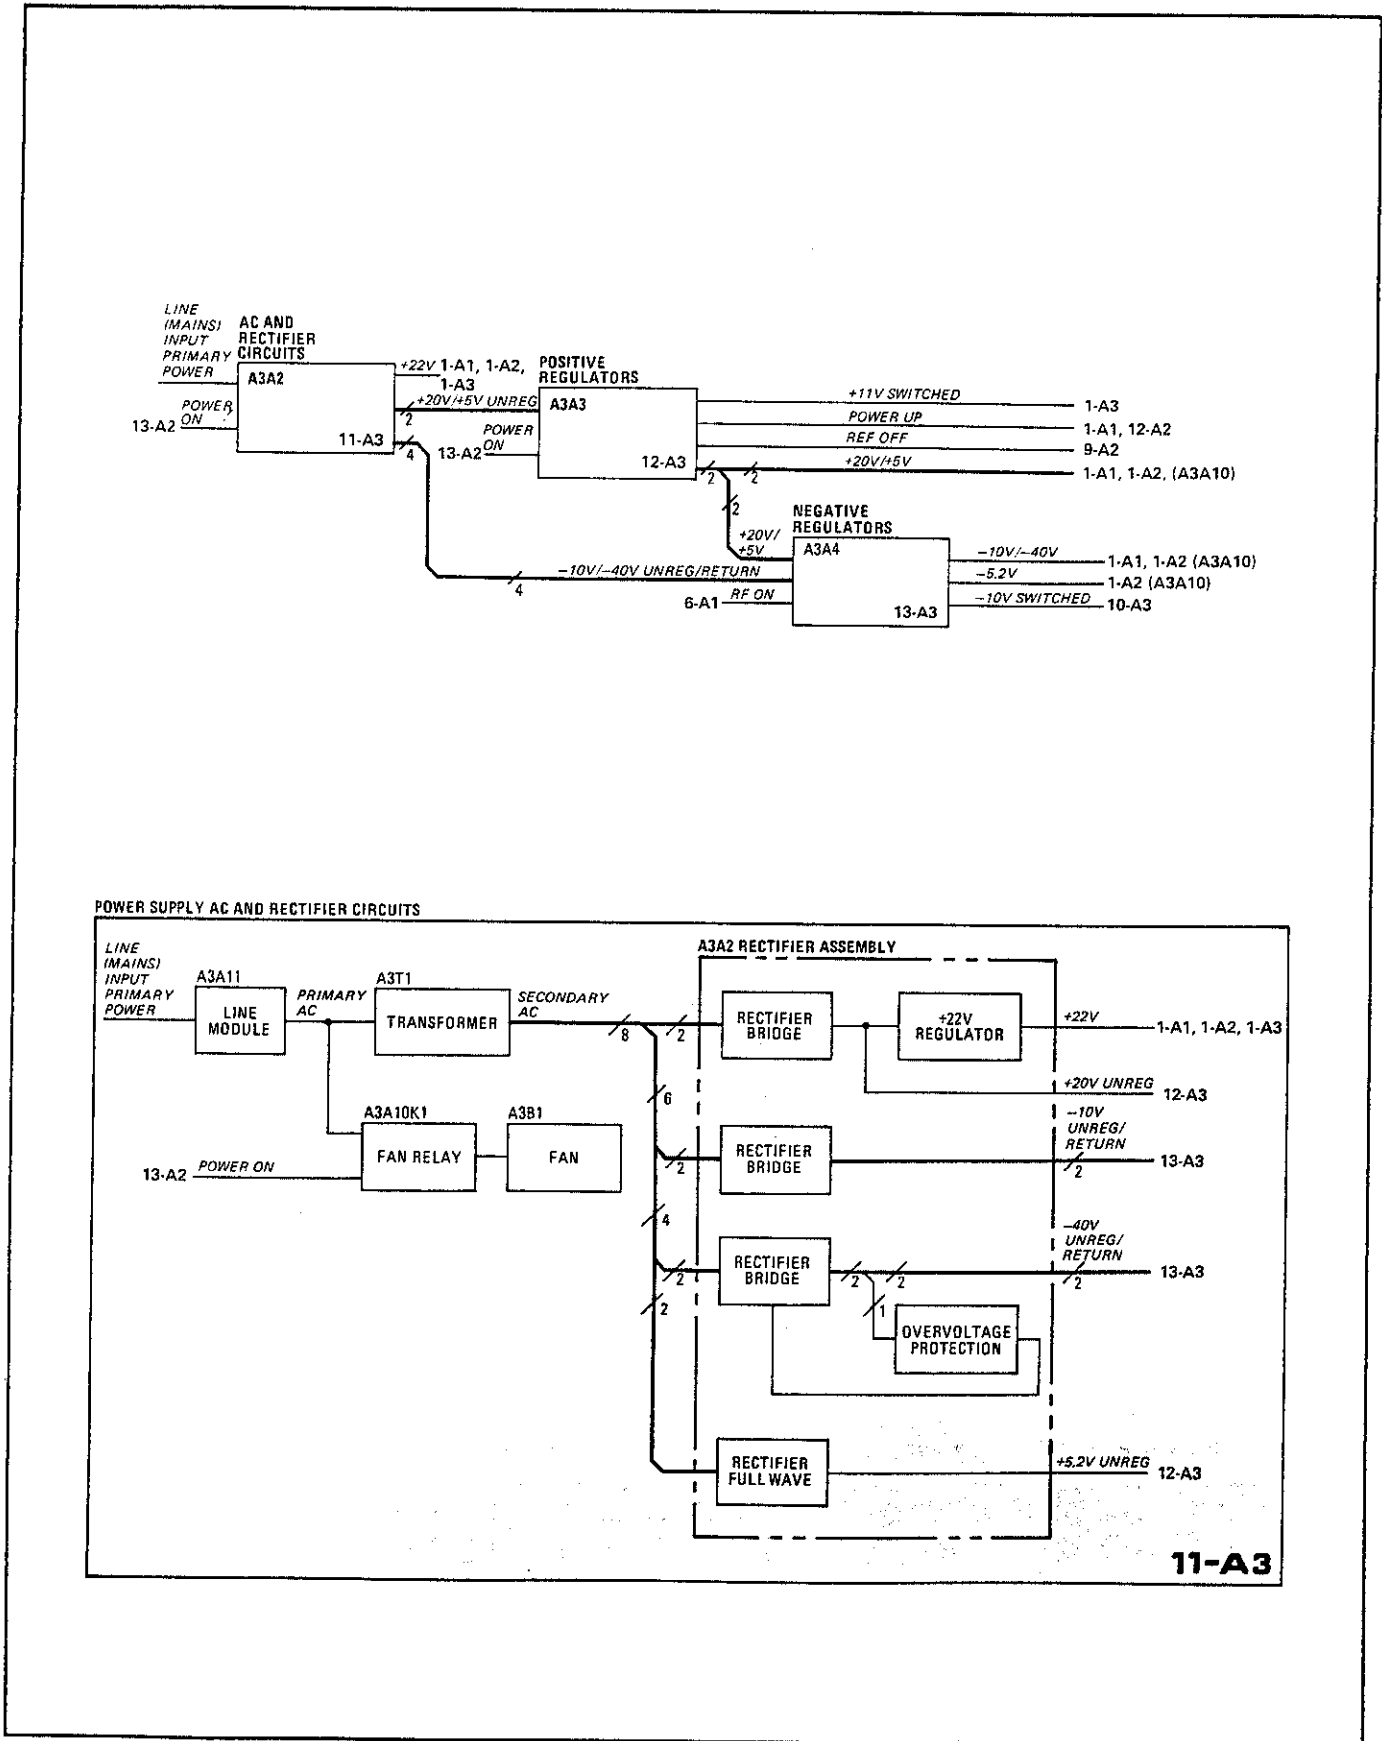 LINE
(MAINS)
INPUT
PRIMARY
POWER
AC AND
RECTIFIER
CIRCUITS
A3A2
13-A2
POWER
ON
11-A3
+22V 1-A1, 1-A2,
1-A3
+20V/+5V UNREG
2
4
POSITIVE
REGULATORS
A3A3
POWER
ON
13-A2
12-A3
+11V SWITCHED
1-A3
POWER UP
1-A1, 12-A2
REF OFF
9-A2
+20V/+5V
2
2
1-A1, 1-A2, (A3A10)
2
+20V/
+5V
NEGATIVE
REGULATORS
A3A4
-10V/-40V UNREG/RETURN
4
6-A1
RF ON
13-A3
-10V/-40V
1-A1, 1-A2 (A3A10)
-5.2V
1-A2 (A3A10)
-10V SWITCHED
10-A3
POWER SUPPLY AC AND RECTIFIER CIRCUITS
LINE
(MAINS)
INPUT
PRIMARY
POWER
A3A11
LINE
MODULE
PRIMARY
AC
A3T1
TRANSFORMER
SECONDARY
AC
8
2
A3A2 RECTIFIER ASSEMBLY
RECTIFIER
BRIDGE
+22V
REGULATOR
+22V
1-A1, 1-A2, 1-A3
+20V UNREG
12-A3
6
A3A10K1
FAN RELAY
A3B1
FAN
13-A2
POWER ON
2
RECTIFIER
BRIDGE
-10V
UNREG/
RETURN
2
13-A3
4
2
RECTIFIER
BRIDGE
2
2
-40V
UNREG/
RETURN
2
13-A3
2
1
OVERVOLTAGE
PROTECTION
RECTIFIER
FULL WAVE
+5.2V UNREG
12-A3
11-A3